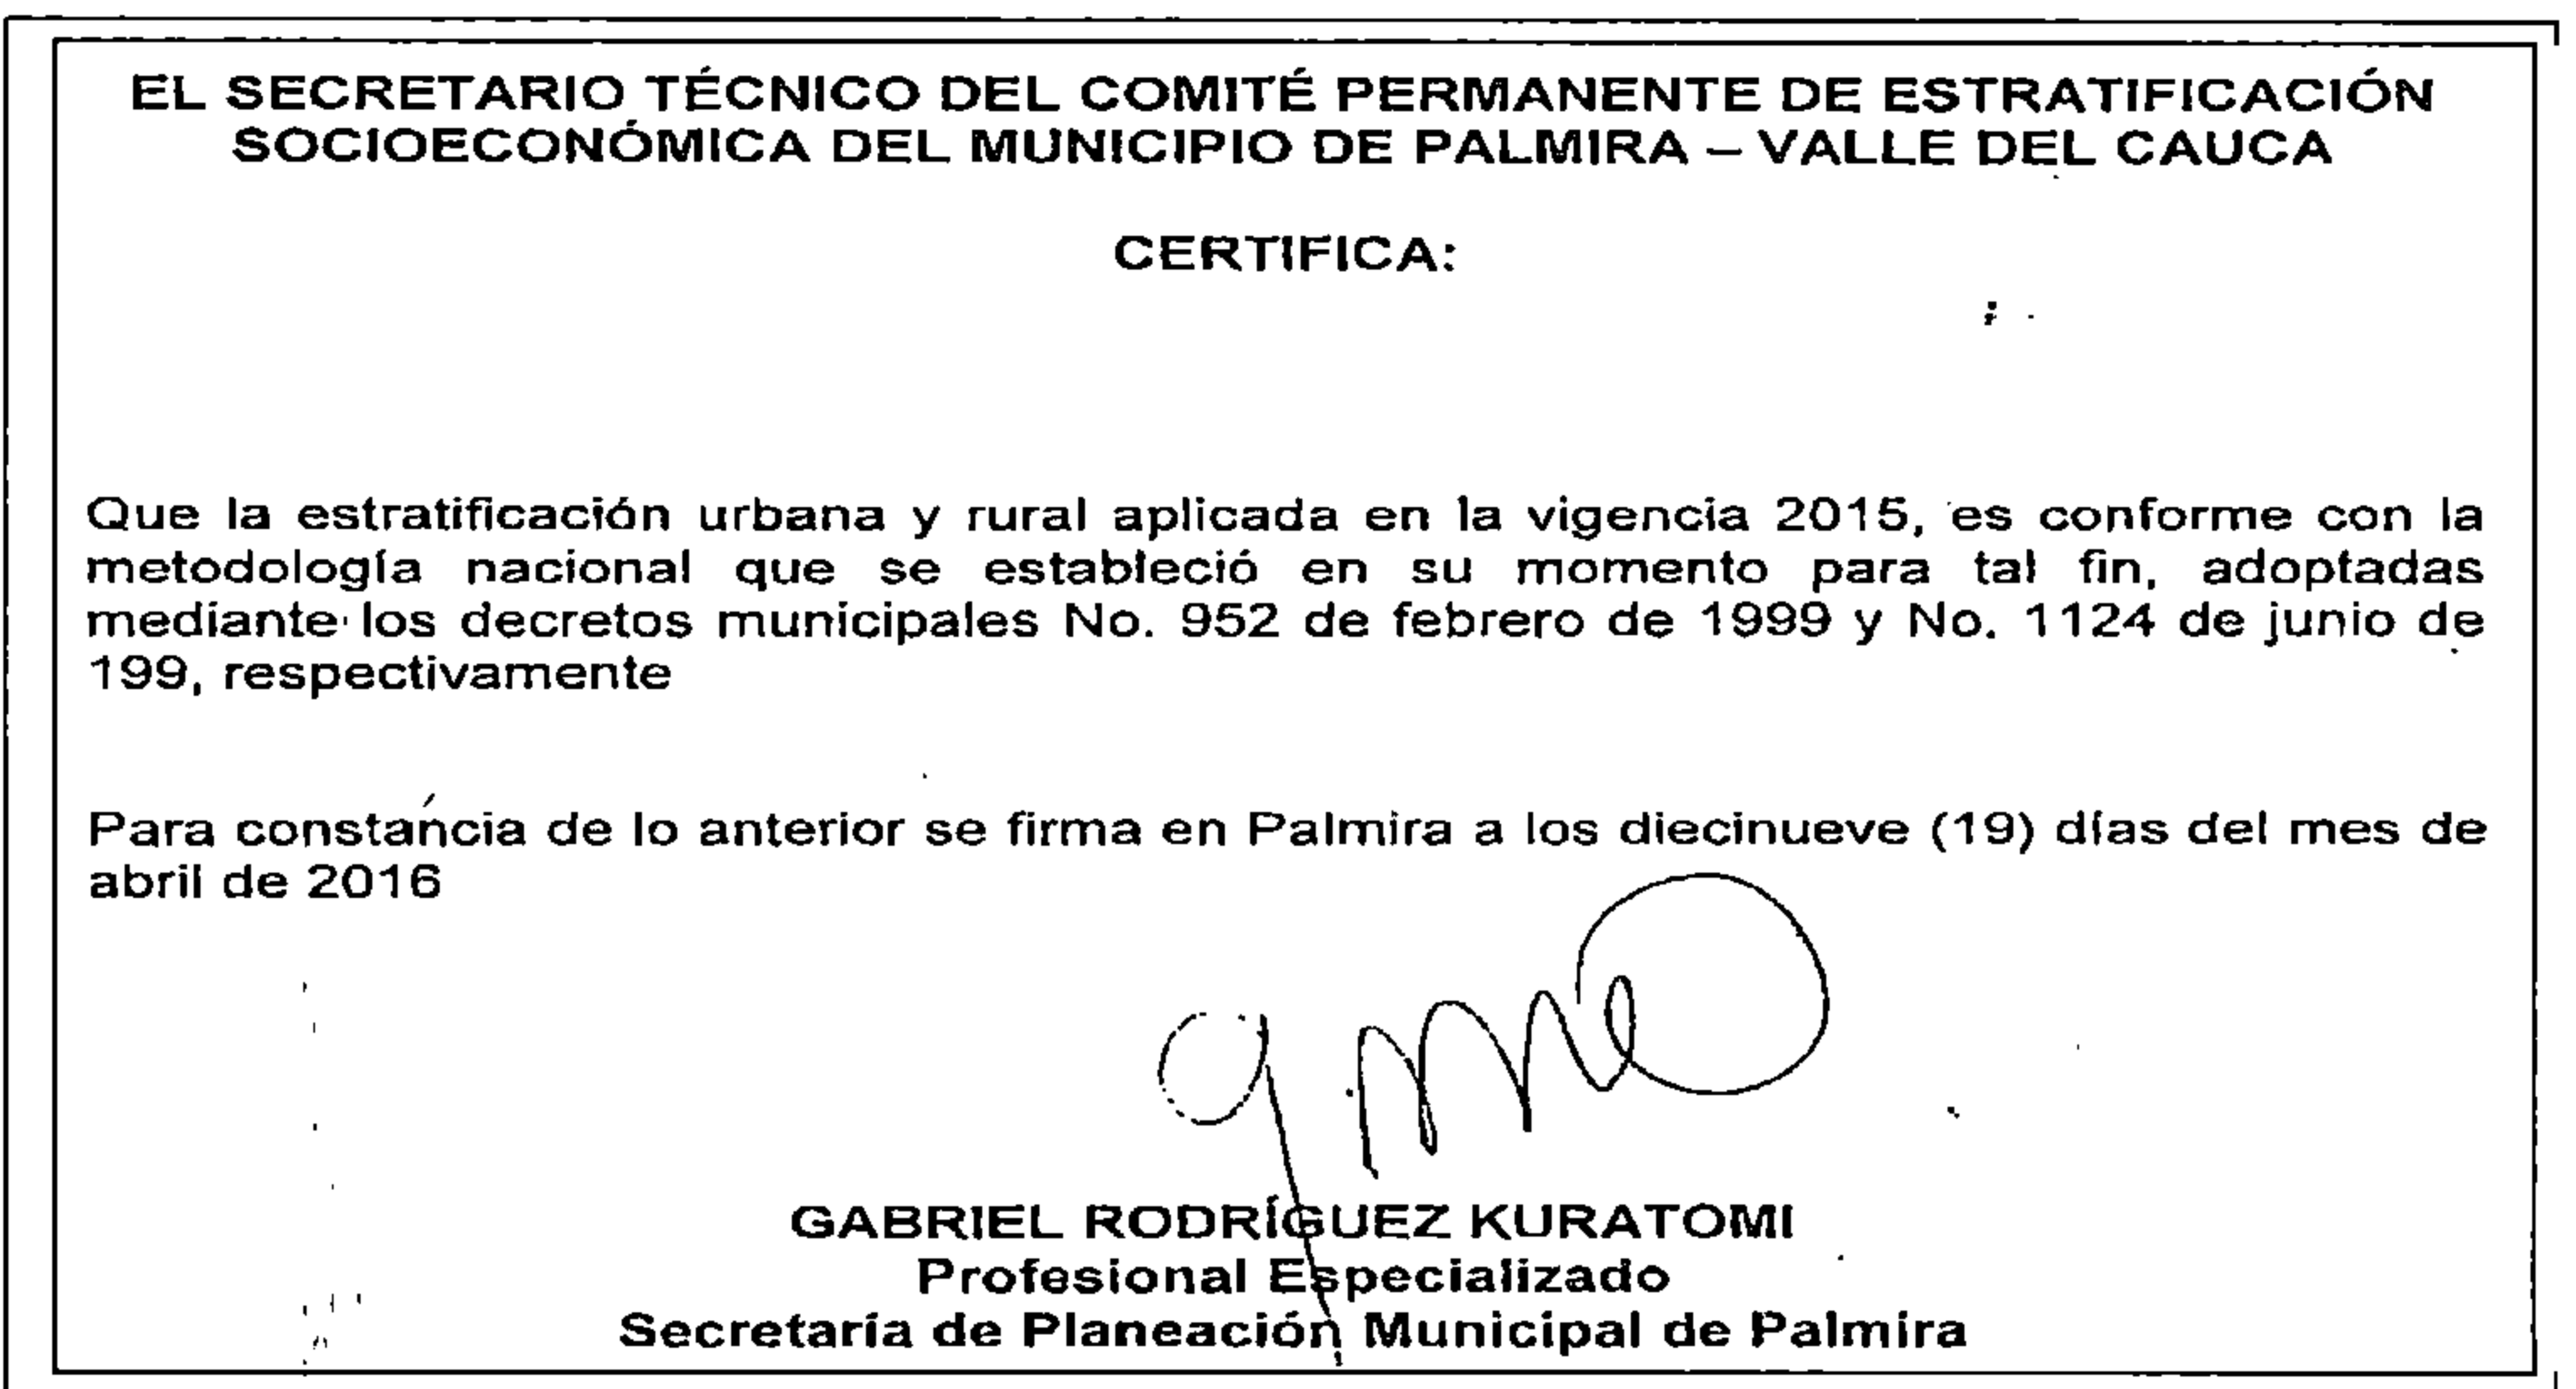 EL SECRETARIO TÉCNICO DEL COMITÉ PERMANENTE DE ESTRATIFICACIÓN
SOCIOECONÓMICA DEL MUNICIPIO DE PALMIRA – VALLE DEL CAUCA
CERTIFICA:
Que la estratificación urbana y rural aplicada en la vigencia 2015, es conforme con la
metodología nacional que se estableció en su momento para tal fin, adoptadas
mediante los decretos municipales No. 952 de febrero de 1999 y No. 1124 de junio de
199, respectivamente
Para constancia de lo anterior se firma en Palmira a los diecinueve (19) días del mes de
abril de 2016
GABRIEL RODRÍGUEZ KURATOMI
Profesional Especializado
Secretaría de Planeación Municipal de Palmira